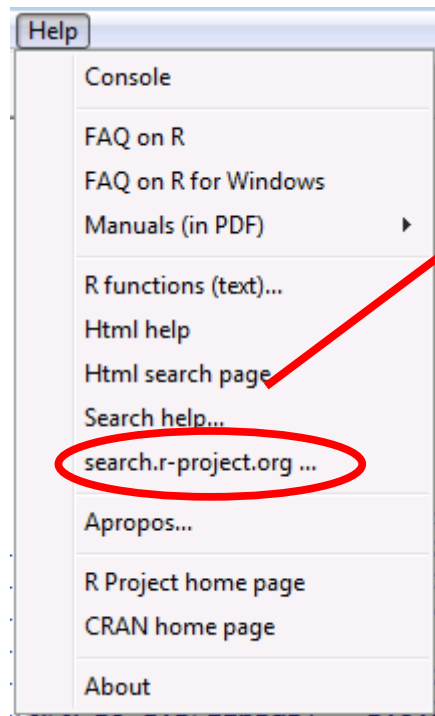 Help
Console
FAQ on R
FAQ on R for Windows
Manuals (in PDF)
R functions (text)...
Html help
Html search page
Search help...
search.r-project.org ...
Apropos...
R Project home page
CRAN home page
About